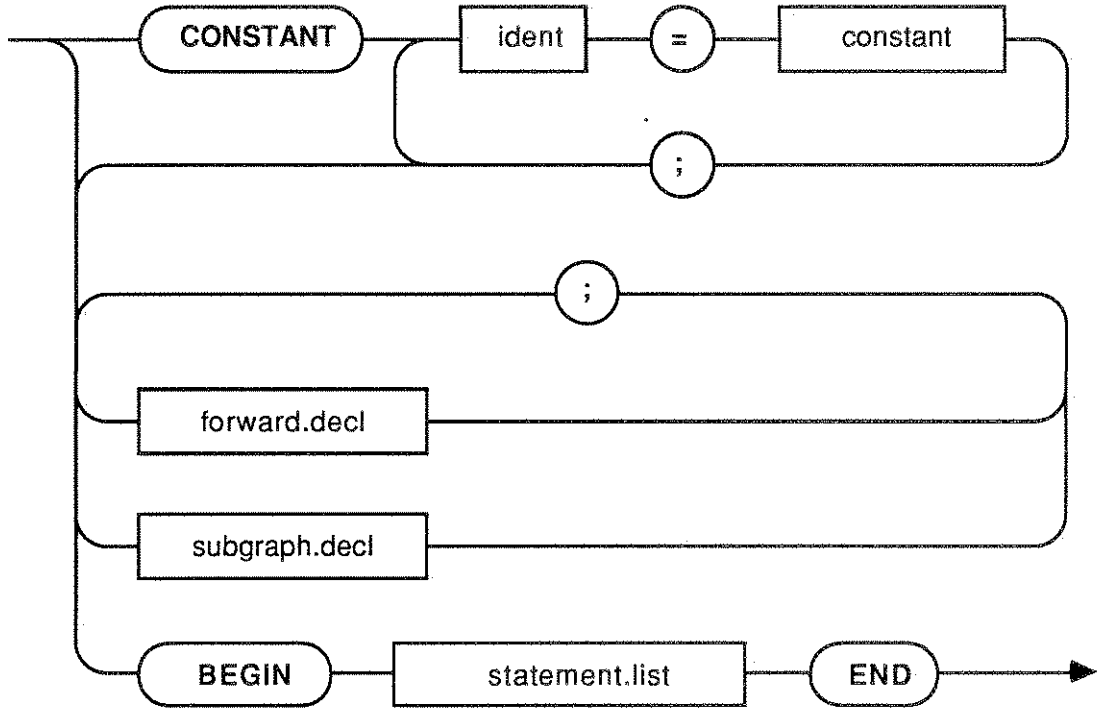 CONSTANT ident = constant
;
;
forward.decl
subgraph.decl
BEGIN statement.list END